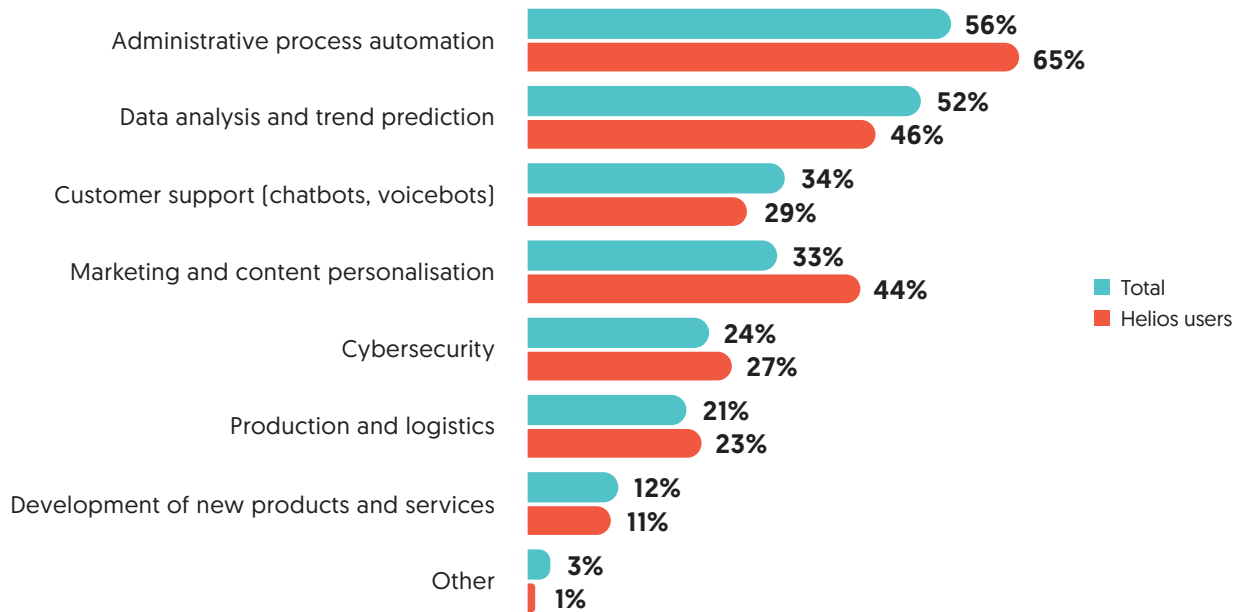 Administrative process automation
56%
65%
Data analysis and trend prediction
52%
46%
Customer support (chatbots, voicebots)
34%
29%
Marketing and content personalisation
33%
44%
Cybersecurity
24%
27%
Production and logistics
21%
23%
Development of new products and services
12%
11%
Other
3%
1%
Total
Helios users